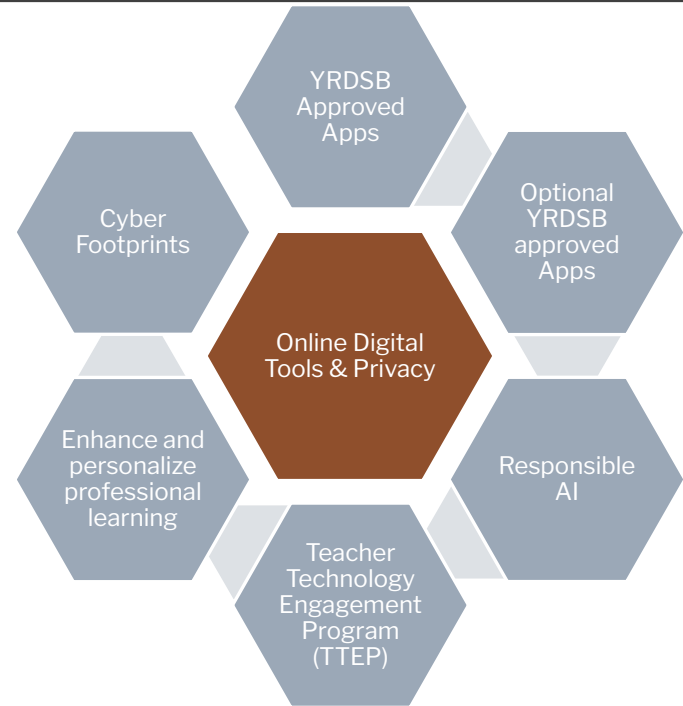 YRDSB
Approved
Apps
Optional
YRDSB
approved
Apps
Responsible
AI
Teacher
Technology
Engagement
Program
(TTEP)
Enhance and
personalize
professional
learning
Cyber
Footprints
Online Digital
Tools & Privacy